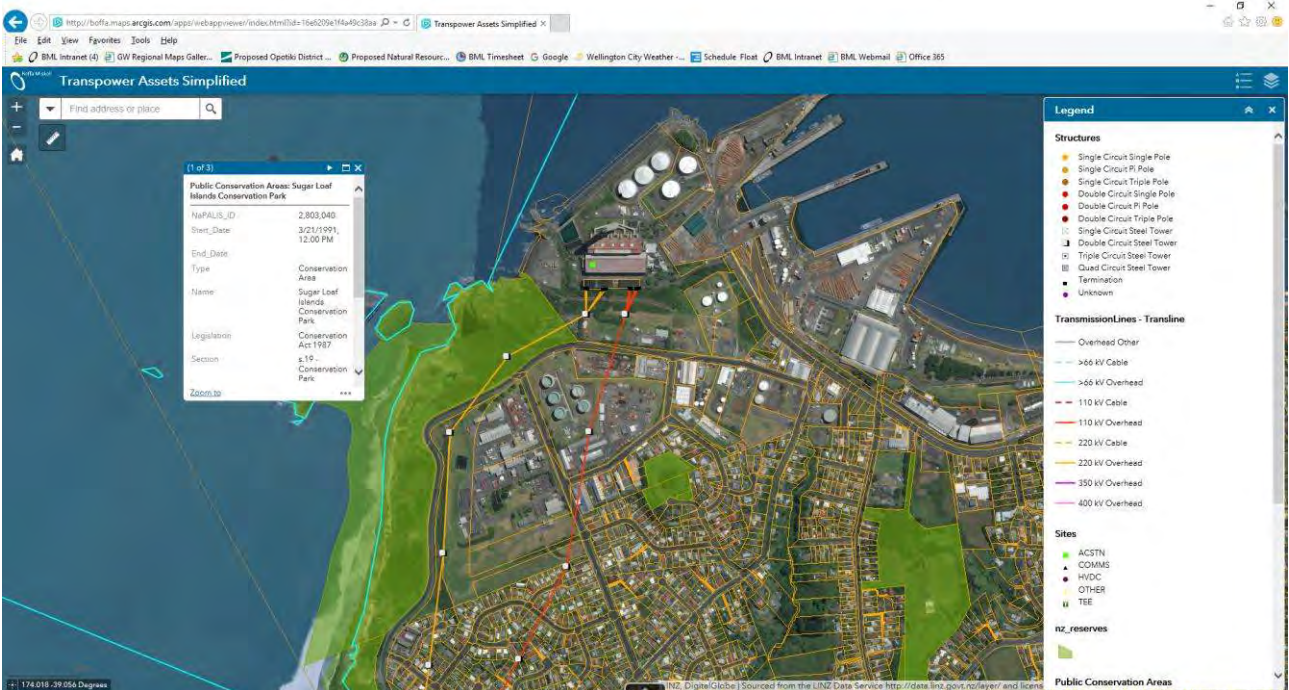 http://boffa.maps.arcgis.com/apps/webappviewer/index.html?id=16e6209e1f4a49c38aa
Transpower Assets Simplified
File Edit View Favorites Tools Help
BML Intranet (4) GW Regional Maps Galler... Proposed Opotiki District ... Proposed Natural Resourc... BML Timesheet Google Wellington City Weather -... Schedule Float BML Intranet BML Webmail Office 365
Boffa Miskell
Transpower Assets Simplified
Find address or place
(1 of 3)
Public Conservation Areas: Sugar Loaf
Islands Conservation Park
NaPALIS_ID 2,803,040
Start_Date 3/21/1991,
12:00 PM
End_Date
Type Conservation
Area
Name Sugar Loaf
Islands
Conservation
Park
Legislation Conservation
Act 1987
Section s.19 -
Conservation
Park
Zoom to
Legend
Structures
Single Circuit Single Pole
Single Circuit Pi Pole
Single Circuit Triple Pole
Double Circuit Single Pole
Double Circuit Pi Pole
Double Circuit Triple Pole
Single Circuit Steel Tower
Double Circuit Steel Tower
Triple Circuit Steel Tower
Quad Circuit Steel Tower
Termination
Unknown
TransmissionLines - Transline
Overhead Other
>66 kV Cable
>66 kV Overhead
110 kV Cable
110 kV Overhead
220 kV Cable
220 kV Overhead
350 kV Overhead
400 kV Overhead
Sites
ACSTN
COMMS
HVDC
OTHER
TEE
nz_reserves
Public Conservation Areas
174.018 -39.056 Degrees
INZ, DigitalGlobe | Sourced from the LINZ Data Service http://data.linz.govt.nz/layer/ and licens